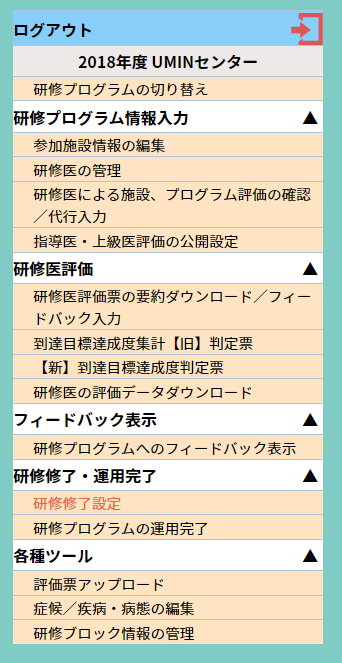 ログアウト
2018年度 UMINセンター
研修プログラムの切り替え
研修プログラム情報入力 ▲
参加施設情報の編集
研修医の管理
研修医による施設、プログラム評価の確認
／代行入力
指導医・上級医評価の公開設定
研修医評価 ▲
研修医評価票の要約ダウンロード／フィー
ドバック入力
到達目標達成度集計【旧】判定票
【新】到達目標達成度判定票
研修医の評価データダウンロード
フィードバック表示 ▲
研修プログラムへのフィードバック表示
研修修了・運用完了 ▲
研修修了設定
研修プログラムの運用完了
各種ツール ▲
評価票アップロード
症候／疾病・病態の編集
研修ブロック情報の管理